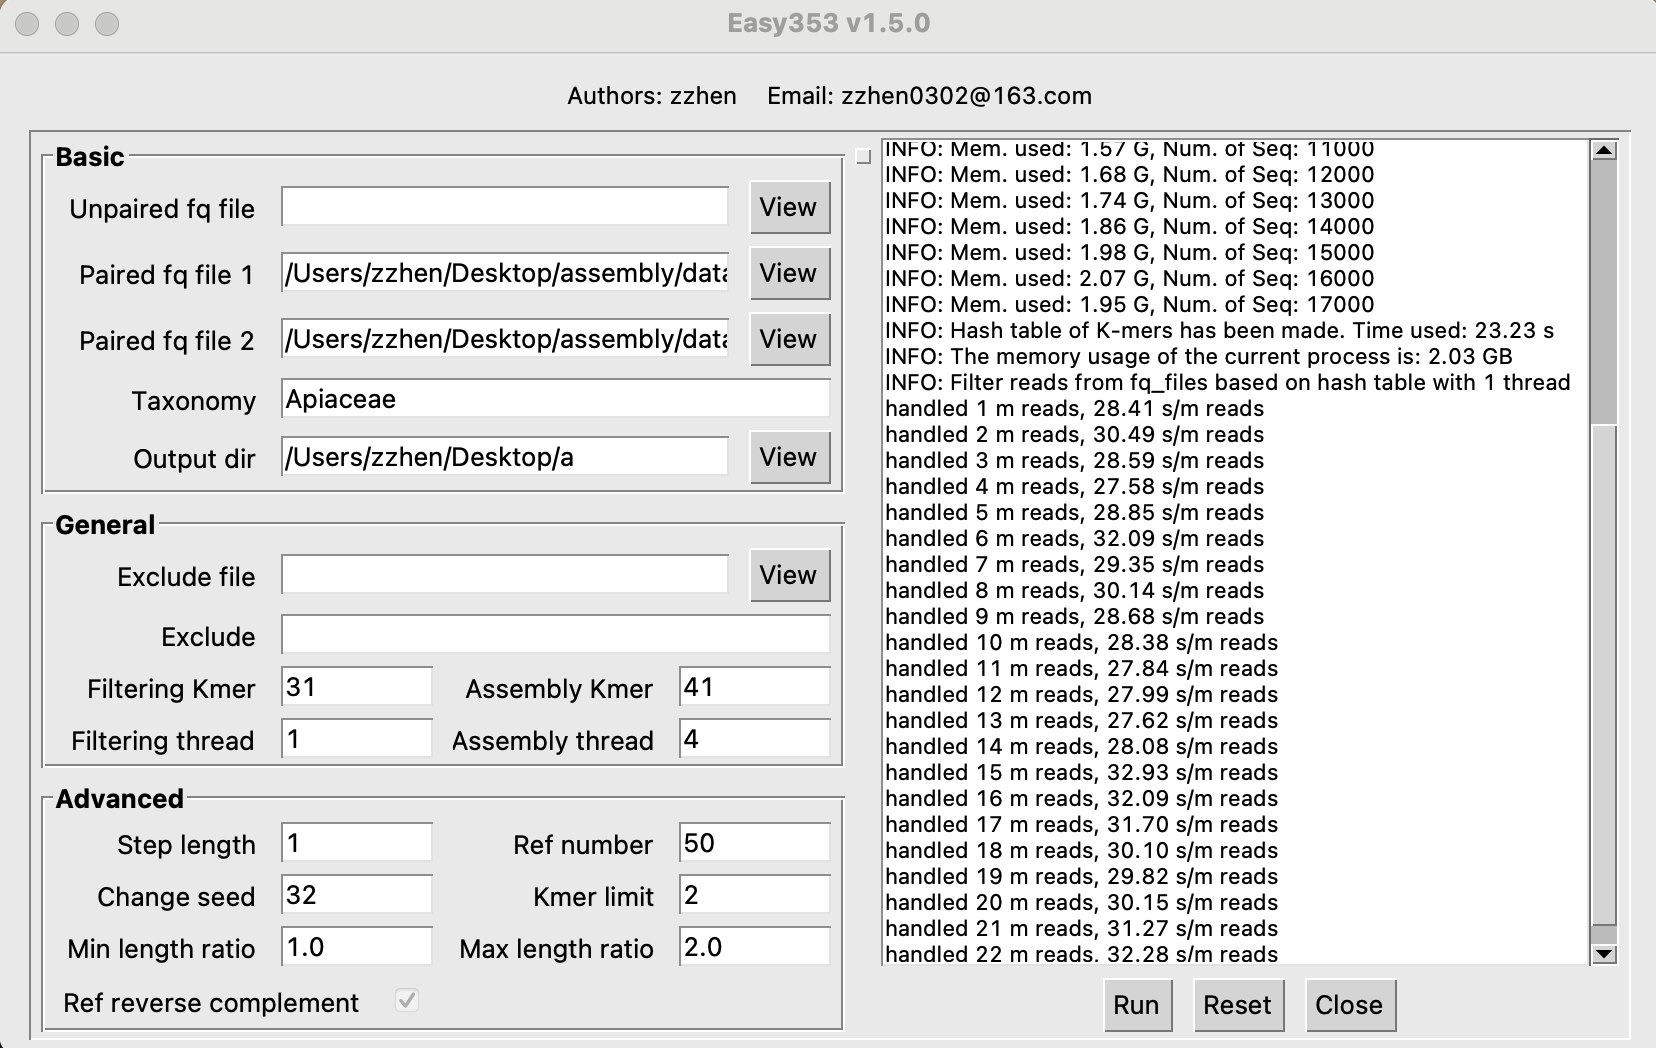 Easy353 v1.5.0
Authors: zzhen Email: zzhen0302@163.com
Basic
Unpaired fq file View
Paired fq file 1 /Users/zzhen/Desktop/assembly/data View
Paired fq file 2 /Users/zzhen/Desktop/assembly/data View
Taxonomy Apiaceae
Output dir /Users/zzhen/Desktop/a View
General
Exclude file View
Exclude
Filtering Kmer 31 Assembly Kmer 41
Filtering thread 1 Assembly thread 4
Advanced
Step length 1 Ref number 50
Change seed 32 Kmer limit 2
Min length ratio 1.0 Max length ratio 2.0
Ref reverse complement
INFO: Mem. used: 1.57 G, Num. of Seq: 11000
INFO: Mem. used: 1.68 G, Num. of Seq: 12000
INFO: Mem. used: 1.74 G, Num. of Seq: 13000
INFO: Mem. used: 1.86 G, Num. of Seq: 14000
INFO: Mem. used: 1.98 G, Num. of Seq: 15000
INFO: Mem. used: 2.07 G, Num. of Seq: 16000
INFO: Mem. used: 1.95 G, Num. of Seq: 17000
INFO: Hash table of K-mers has been made. Time used: 23.23 s
INFO: The memory usage of the current process is: 2.03 GB
INFO: Filter reads from fq_files based on hash table with 1 thread
handled 1 m reads, 28.41 s/m reads
handled 2 m reads, 30.49 s/m reads
handled 3 m reads, 28.59 s/m reads
handled 4 m reads, 27.58 s/m reads
handled 5 m reads, 28.85 s/m reads
handled 6 m reads, 32.09 s/m reads
handled 7 m reads, 29.35 s/m reads
handled 8 m reads, 30.14 s/m reads
handled 9 m reads, 28.68 s/m reads
handled 10 m reads, 28.38 s/m reads
handled 11 m reads, 27.84 s/m reads
handled 12 m reads, 27.99 s/m reads
handled 13 m reads, 27.62 s/m reads
handled 14 m reads, 28.08 s/m reads
handled 15 m reads, 32.93 s/m reads
handled 16 m reads, 32.09 s/m reads
handled 17 m reads, 31.70 s/m reads
handled 18 m reads, 30.10 s/m reads
handled 19 m reads, 29.82 s/m reads
handled 20 m reads, 30.15 s/m reads
handled 21 m reads, 31.27 s/m reads
handled 22 m reads, 32.28 s/m reads
Run Reset Close